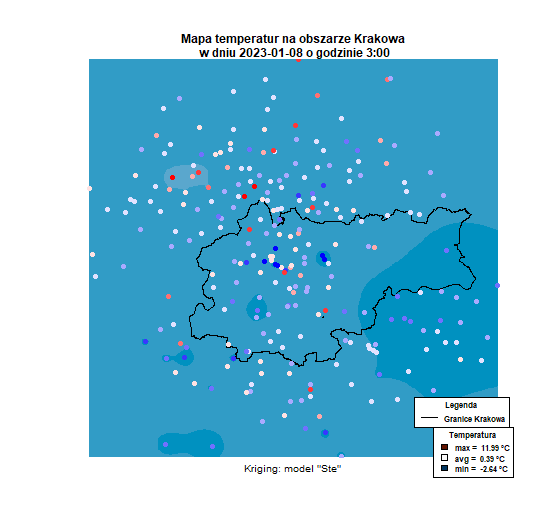 Mapa temperatur na obszarze Krakowa
w dniu 2023-01-08 o godzinie 3:00
Legenda
Granice Krakowa
Temperatura
max = 11.99 °C
avg = 0.39 °C
min = -2.64 °C
Kriging: model "Ste"